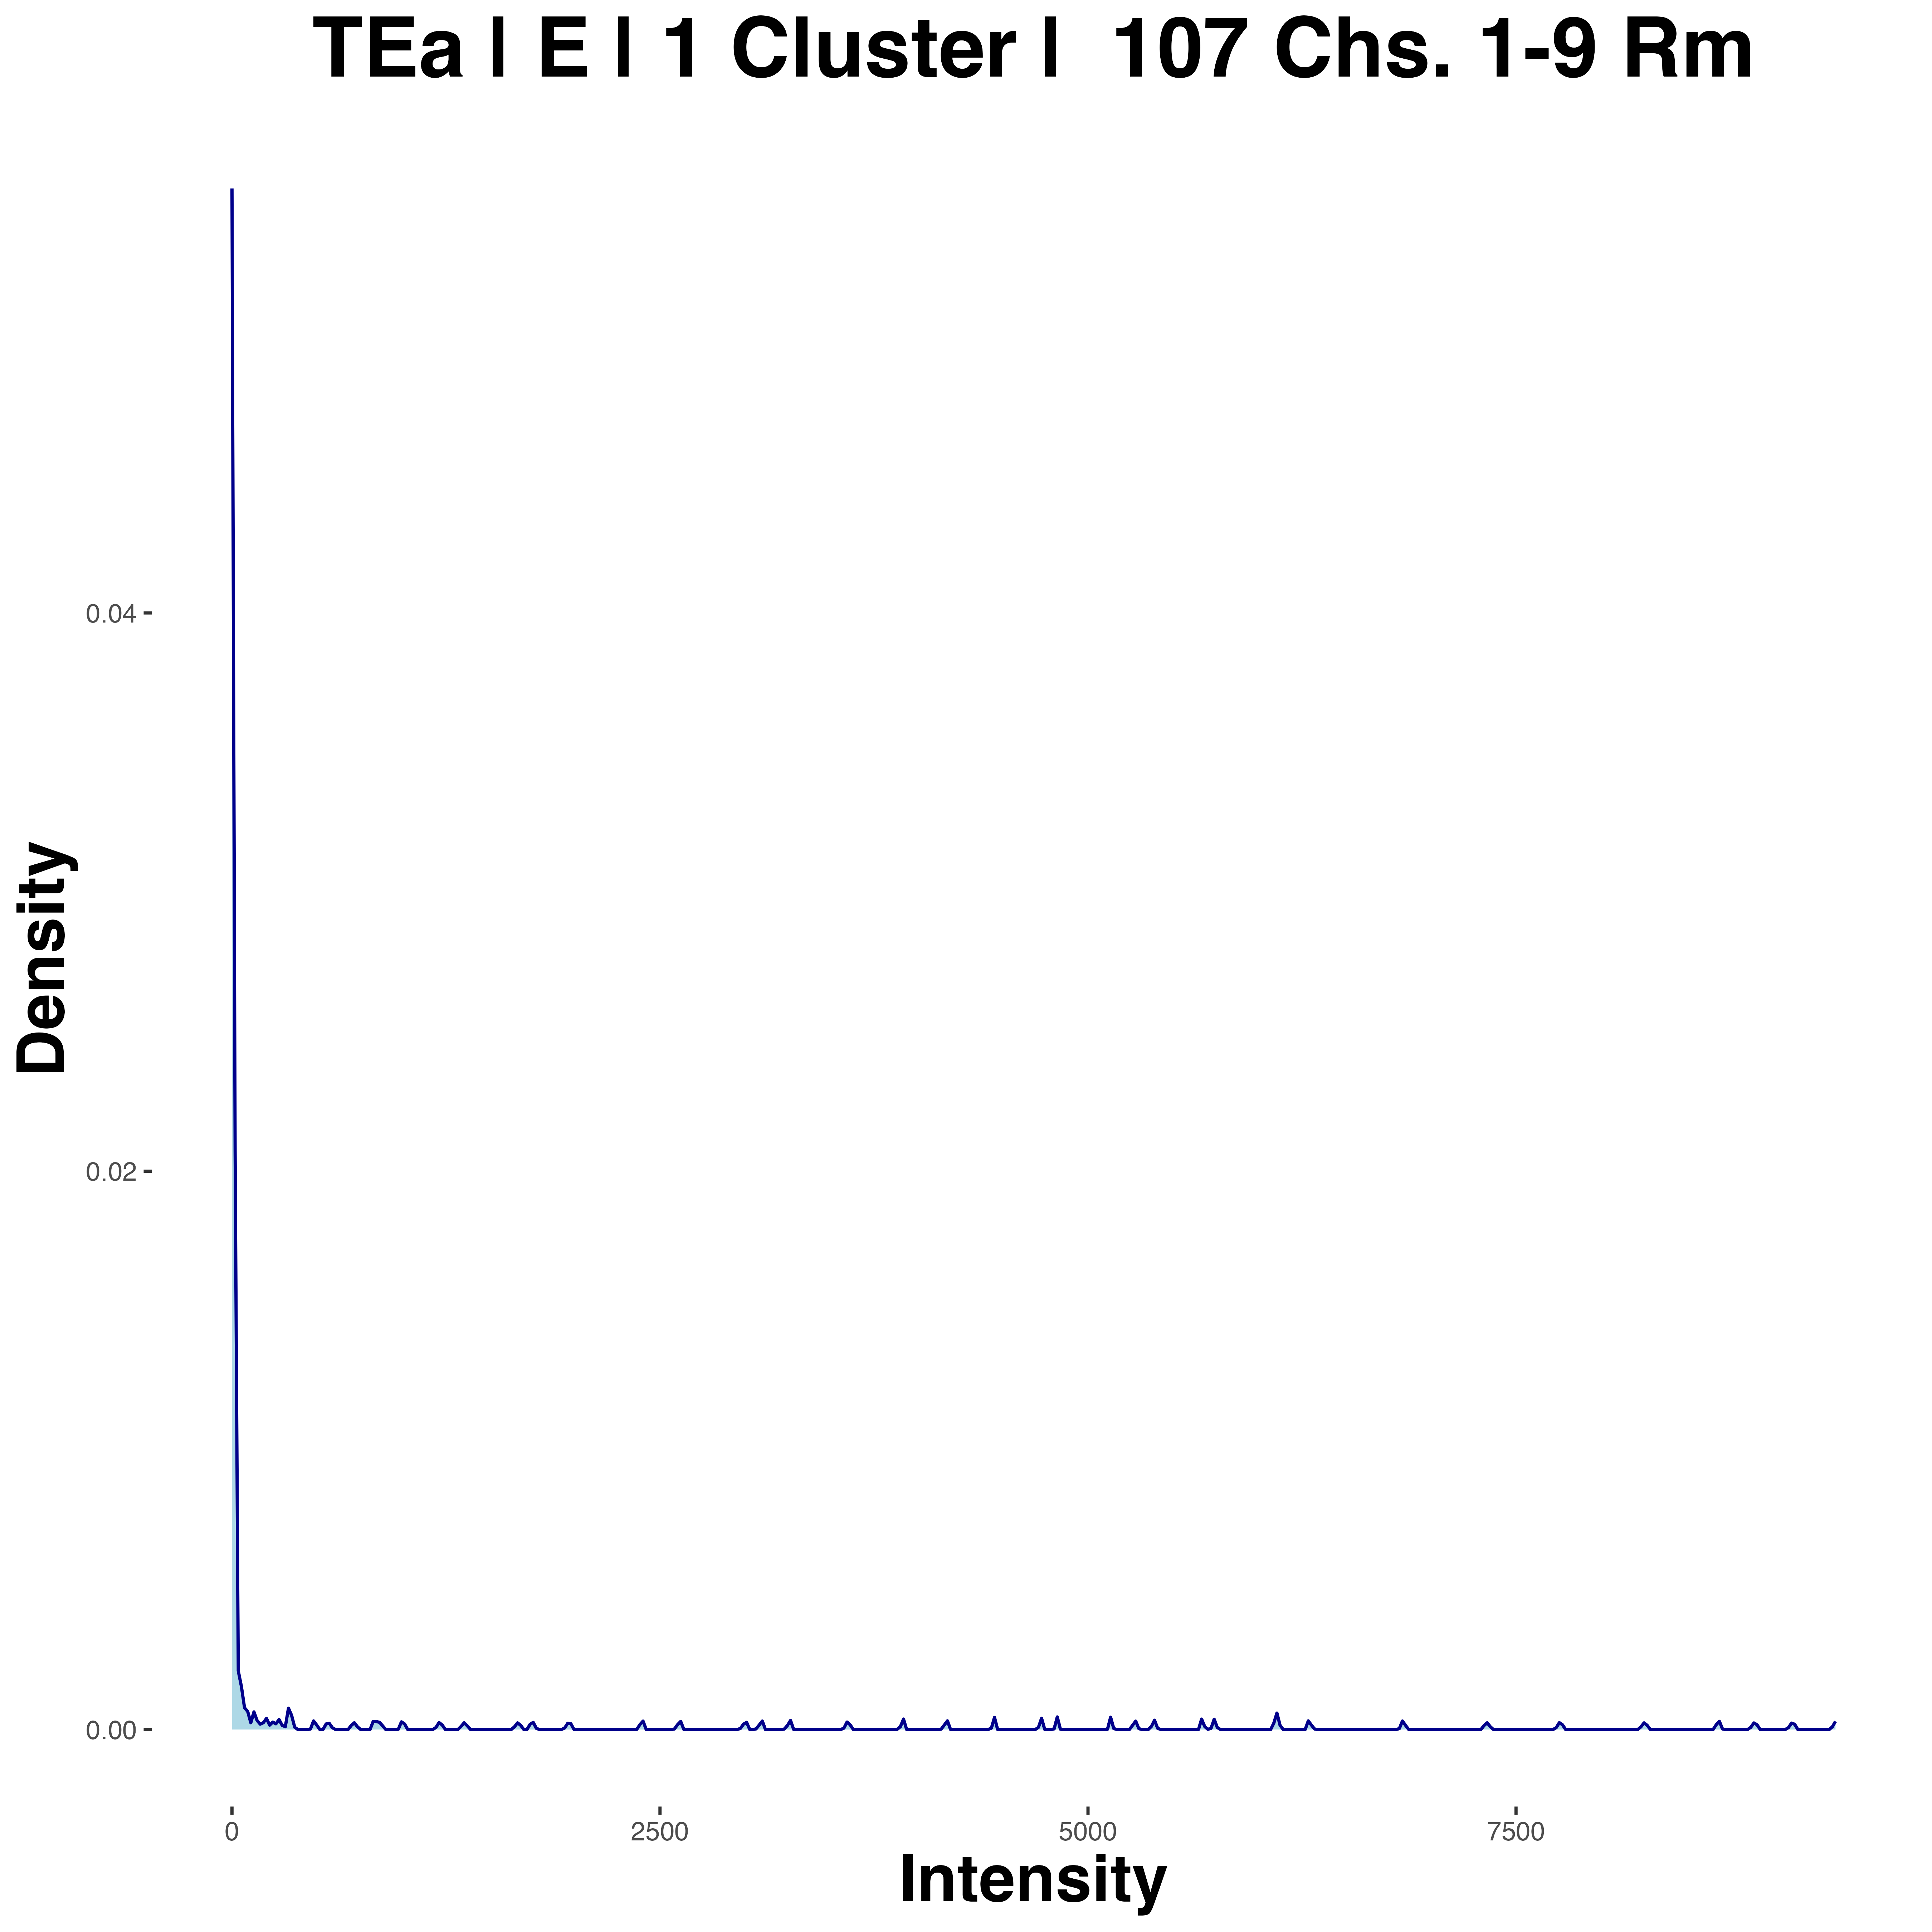 TEa | E | 1 Cluster |  107 Chs. 1-9 Rm
Density
0.04
0.02
0.00
0
2500
5000
7500
Intensity